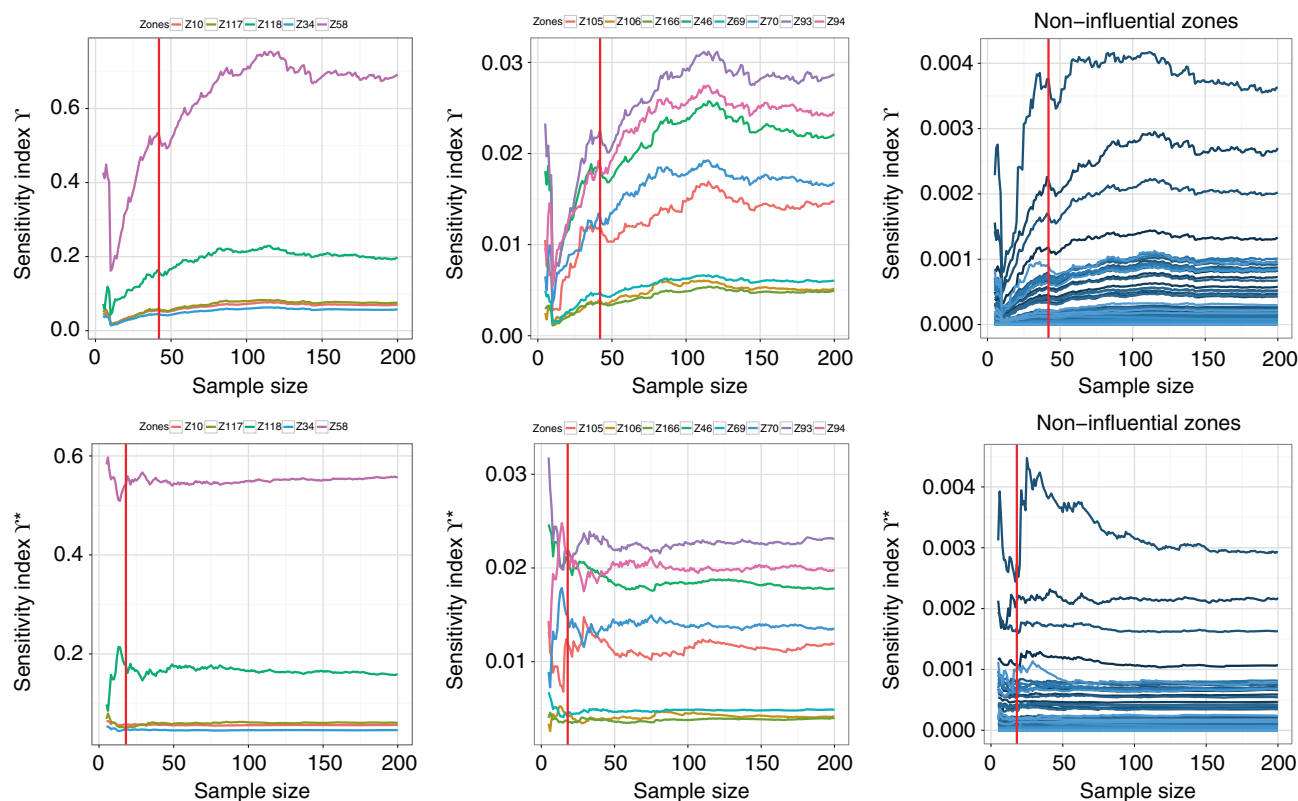 Zones Z10 Z117 Z118 Z34 Z58
Sensitivity index ϒ
0.6
0.4
0.2
0.0
0 50 100 150 200
Sample size
Zones Z105 Z106 Z166 Z46 Z69 Z70 Z93 Z94
Sensitivity index ϒ
0.03
0.02
0.01
0.00
0 50 100 150 200
Sample size
Non−influential zones
Sensitivity index ϒ
0.004
0.003
0.002
0.001
0.000
0 50 100 150 200
Sample size
Zones Z10 Z117 Z118 Z34 Z58
Sensitivity index ϒ*
0.6
0.4
0.2
0 50 100 150 200
Sample size
Zones Z105 Z106 Z166 Z46 Z69 Z70 Z93 Z94
Sensitivity index ϒ*
0.03
0.02
0.01
0 50 100 150 200
Sample size
Non−influential zones
Sensitivity index ϒ*
0.004
0.003
0.002
0.001
0.000
0 50 100 150 200
Sample size